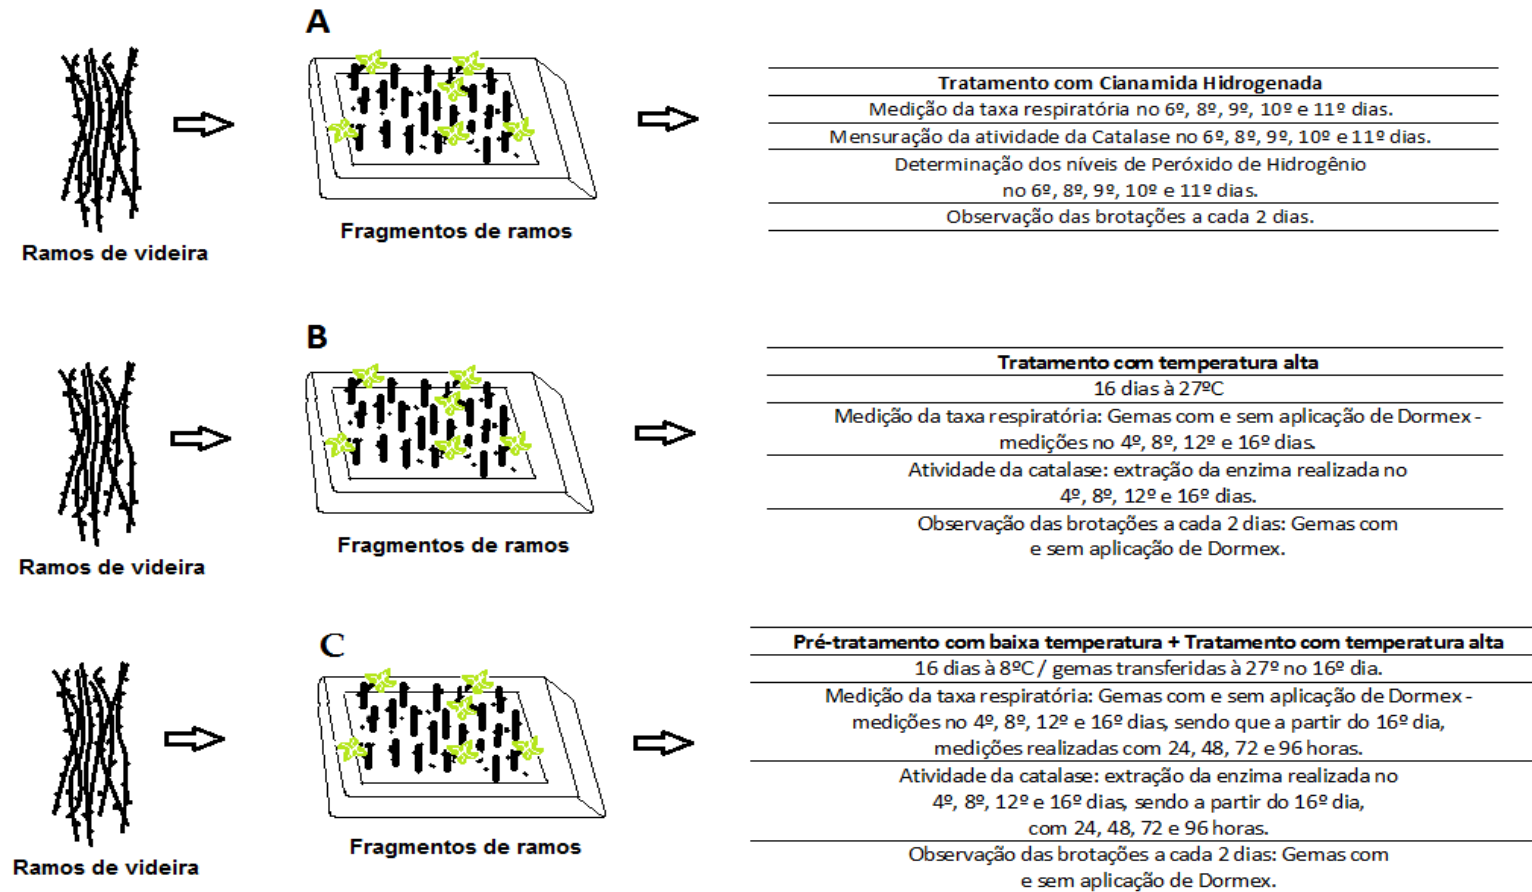 A
Ramos de videira
Fragmentos de ramos
Tratamento com Cianamida Hidrogenada
Medição da taxa respiratória no 6º, 8º, 9º, 10º e 11º dias.
Mensuração da atividade da Catalase no 6º, 8º, 9º, 10º e 11º dias.
Determinação dos níveis de Peróxido de Hidrogênio
no 6º, 8º, 9º, 10º e 11º dias.
Observação das brotações a cada 2 dias.
B
Ramos de videira
Fragmentos de ramos
Tratamento com temperatura alta
16 dias à 27ºC
Medição da taxa respiratória: Gemas com e sem aplicação de Dormex -
medições no 4º, 8º, 12º e 16º dias.
Atividade da catalase: extração da enzima realizada no
4º, 8º, 12º e 16º dias.
Observação das brotações a cada 2 dias: Gemas com
e sem aplicação de Dormex.
C
Ramos de videira
Fragmentos de ramos
Pré-tratamento com baixa temperatura + Tratamento com temperatura alta
16 dias à 8ºC / gemas transferidas à 27º no 16º dia.
Medição da taxa respiratória: Gemas com e sem aplicação de Dormex -
medições no 4º, 8º, 12º e 16º dias, sendo que a partir do 16º dia,
medições realizadas com 24, 48, 72 e 96 horas.
Atividade da catalase: extração da enzima realizada no
4º, 8º, 12º e 16º dias, sendo a partir do 16º dia,
com 24, 48, 72 e 96 horas.
Observação das brotações a cada 2 dias: Gemas com
e sem aplicação de Dormex.